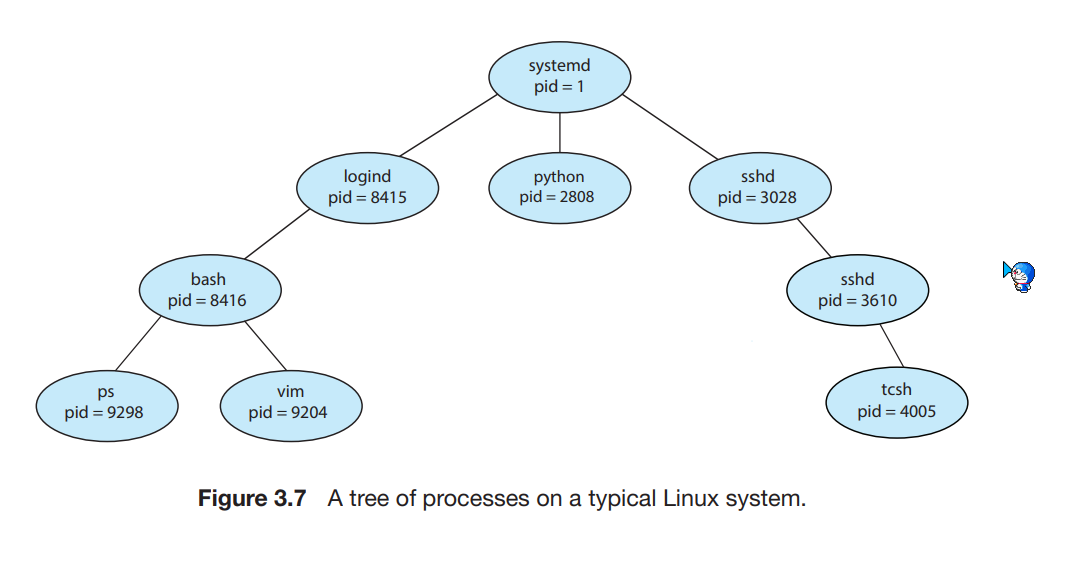 systemd
pid = 1
logind
pid = 8415
python
pid = 2808
sshd
pid = 3028
bash
pid = 8416
sshd
pid = 3610
ps
pid = 9298
vim
pid = 9204
tcsh
pid = 4005
Figure 3.7 A tree of processes on a typical Linux system.